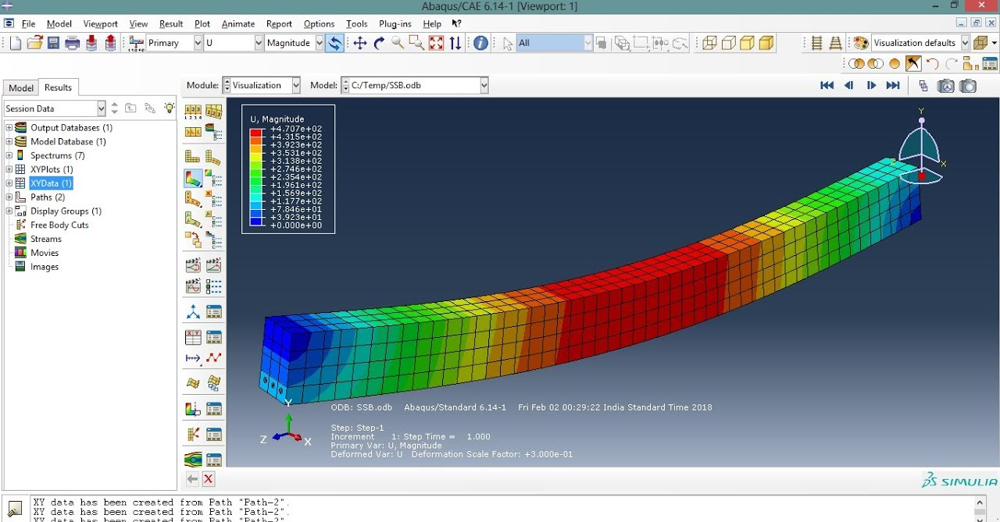 Abaqus/CAE 6.14-1 [Viewport: 1]
File Model Viewport View Result Plot Animate Report Options Tools Plug-ins Help
Primary U Magnitude All Visualization defaults
Model Results
Module: Visualization Model: C:/Temp/SSB.odb
Session Data
Output Databases (1)
Model Database (1)
Spectrums (7)
XYPlots (1)
XYData (1)
Paths (2)
Display Groups (1)
Free Body Cuts
Streams
Movies
Images
U, Magnitude
+4.707e+02
+4.315e+02
+3.923e+02
+3.531e+02
+3.138e+02
+2.746e+02
+2.354e+02
+1.961e+02
+1.569e+02
+1.177e+02
+7.846e+01
+3.923e+01
+0.000e+00
Y
X
Z
Y
Z X
ODB: SSB.odb Abaqus/Standard 6.14-1 Fri Feb 02 00:29:22 India Standard Time 2018
Step: Step-1
Increment 1: Step Time = 1.000
Primary Var: U, Magnitude
Deformed Var: U Deformation Scale Factor: +3.000e-01
SIMULIA
XY data has been created from Path "Path-2".
XY data has been created from Path "Path-2".
XY data has been created from Path "Path-2".